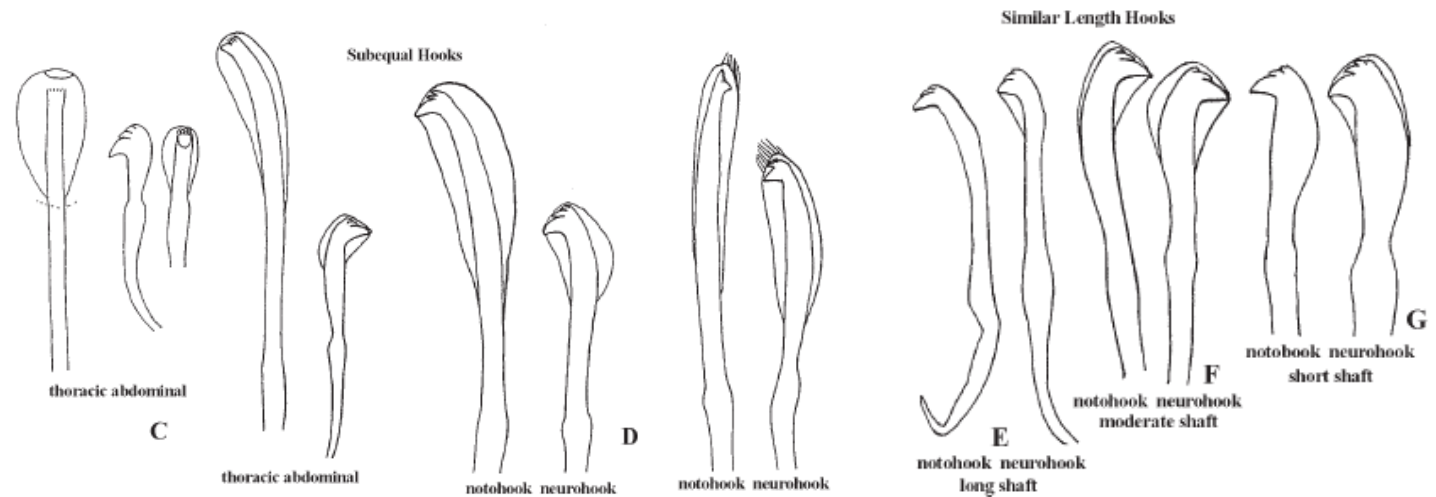 Similar Length Hooks
Subequal Hooks
thoracic abdominal
C
thoracic abdominal
D
notohook neurohook
notohook neurohook
E
notohook neurohook
long shaft
F
notohook neurohook
moderate shaft
G
notohook neurohook
short shaft